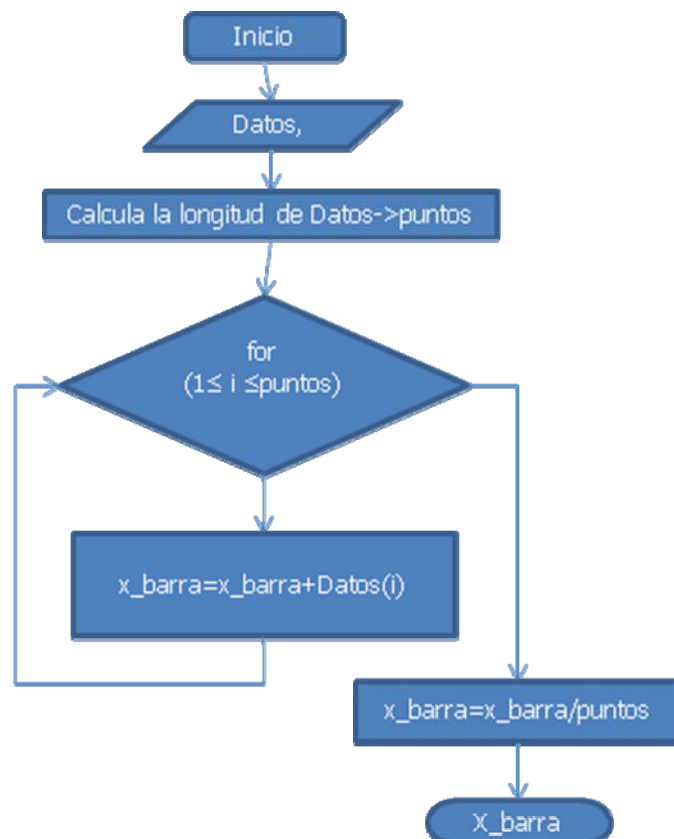 Inicio
Datos,
Calcula la longitud de Datos->puntos
for
(1≤ i ≤puntos)
x_barra=x_barra+Datos(i)
x_barra=x_barra/puntos
X_barra